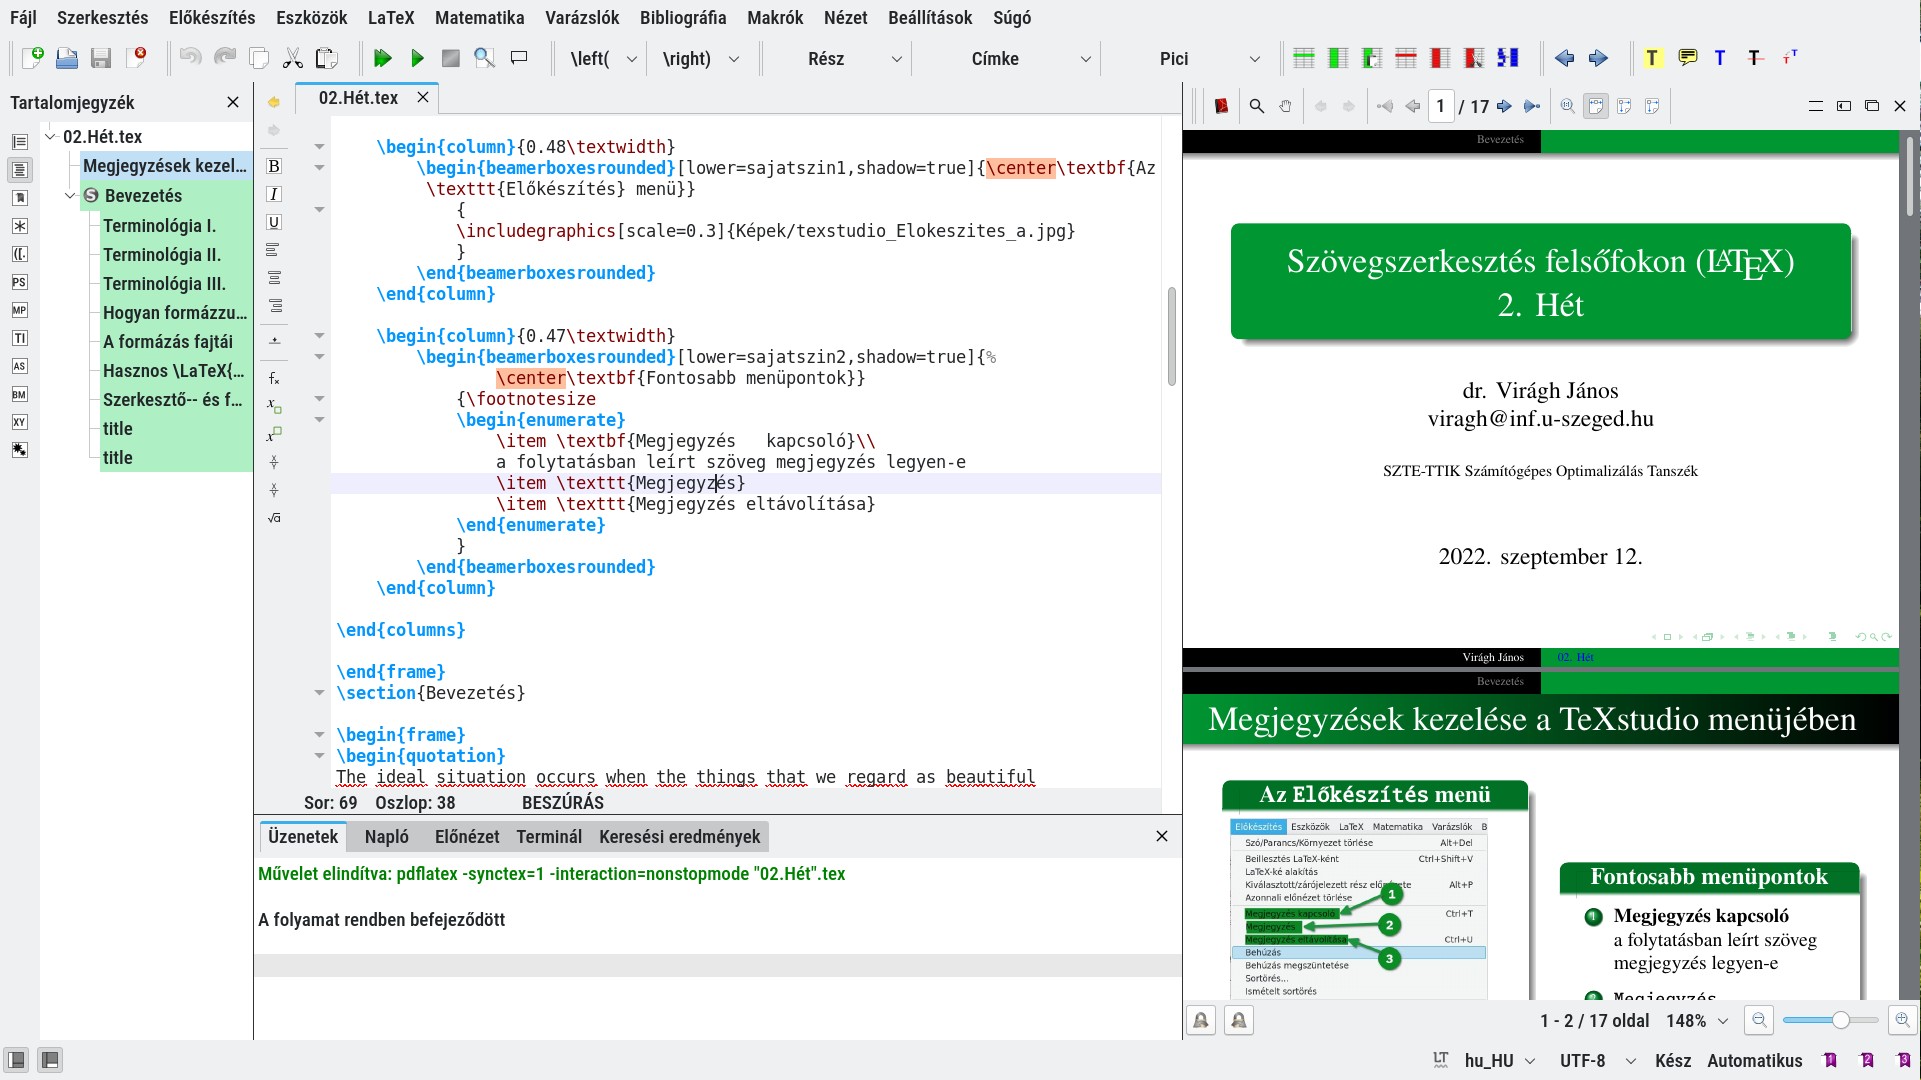 Fájl Szerkesztés Előkészítés Eszközök LaTeX Matematika Varázslók Bibliográfia Makrók Nézet Beállítások Súgó
\left( \right) Rész Címke Pici
Tartalomjegyzék
02.Hét.tex
Megjegyzések kezel...
Bevezetés
Terminológia I.
Terminológia II.
Terminológia III.
Hogyan formázzu...
A formázás fajtái
Hasznos \LaTeX{...
Szerkesztő-- és f...
title
title
PS
MP
TI
AS
BM
XY
02.Hét.tex
\begin{column}{0.48\textwidth}
\begin{beamerboxesrounded}[lower=sajatszin1,shadow=true]{\center\textbf{Az
\texttt{Előkészítés} menü}}
{
\includegraphics[scale=0.3]{Képek/texstudio_Elokeszites_a.jpg}
}
\end{beamerboxesrounded}
\end{column}
\begin{column}{0.47\textwidth}
\begin{beamerboxesrounded}[lower=sajatszin2,shadow=true]{%
\center\textbf{Fontosabb menüpontok}}
{\footnotesize
\begin{enumerate}
\item \textbf{Megjegyzés   kapcsoló}\\
a folytatásban leírt szöveg megjegyzés legyen-e
\item \texttt{Megjegyzés}
\item \texttt{Megjegyzés eltávolítása}
\end{enumerate}
}
\end{beamerboxesrounded}
\end{column}
\end{columns}
\end{frame}
\section{Bevezetés}
\begin{frame}
\begin{quotation}
The ideal situation occurs when the things that we regard as beautiful
Sor: 69 Oszlop: 38 BESZÚRÁS
Üzenetek Napló Előnézet Terminál Keresési eredmények
Művelet elindítva: pdflatex -synctex=1 -interaction=nonstopmode "02.Hét".tex
A folyamat rendben befejeződött
1 / 17
Bevezetés
Szövegszerkesztés felsőfokon (LATEX)
2. Hét
dr. Virágh János
viragh@inf.u-szeged.hu
SZTE-TTIK Számítógépes Optimalizálás Tanszék
2022. szeptember 12.
Virágh János 02. Hét
Bevezetés
Megjegyzések kezelése a TeXstudio menüjében
Az Előkészítés menü
Előkészítés Eszközök LaTeX Matematika Varázslók B
Szó/Parancs/Környezet törlése Alt+Del
Beillesztés LaTeX-ként Ctrl+Shift+V
LaTeX-ké alakítás
Kiválasztott/zárójelezett rész előnézete Alt+P
Azonnali előnézet törlése
Megjegyzés kapcsoló Ctrl+T
Megjegyzés
Megjegyzés eltávolítása Ctrl+U
Behúzás
Behúzás megszüntetése
Sortörés...
Ismételt sortörés
1
2
3
Fontosabb menüpontok
1 Megjegyzés kapcsoló
a folytatásban leírt szöveg
megjegyzés legyen-e
2 Megjegyzés
1 - 2 / 17 oldal 148%
hu_HU UTF-8 Kész Automatikus 1 2 3